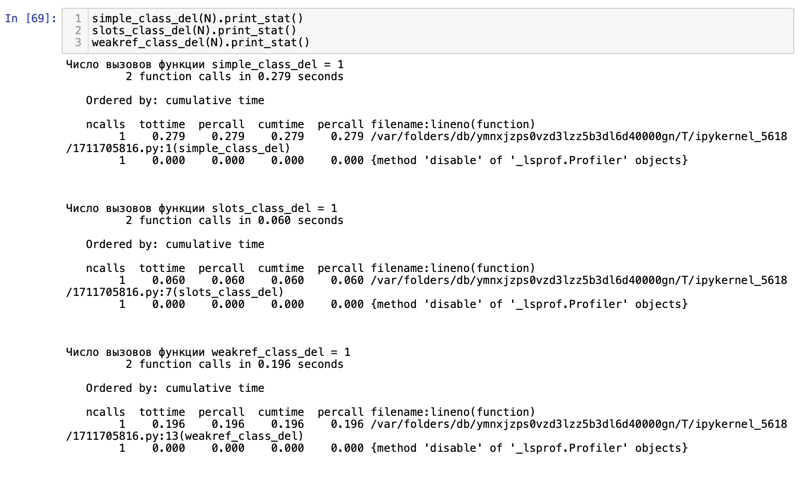 In [69]:
1 simple_class_del(N).print_stat()
2 slots_class_del(N).print_stat()
3 weakref_class_del(N).print_stat()
Число вызовов функции simple_class_del = 1
2 function calls in 0.279 seconds
Ordered by: cumulative time
ncalls tottime percall cumtime percall filename:lineno(function)
1 0.279 0.279 0.279 0.279 /var/folders/db/ymnxjzps0vzd3lzz5b3dl6d40000gn/T/ipykernel_5618
/1711705816.py:1(simple_class_del)
1 0.000 0.000 0.000 0.000 {method 'disable' of '_lsprof.Profiler' objects}
Число вызовов функции slots_class_del = 1
2 function calls in 0.060 seconds
Ordered by: cumulative time
ncalls tottime percall cumtime percall filename:lineno(function)
1 0.060 0.060 0.060 0.060 /var/folders/db/ymnxjzps0vzd3lzz5b3dl6d40000gn/T/ipykernel_5618
/1711705816.py:7(slots_class_del)
1 0.000 0.000 0.000 0.000 {method 'disable' of '_lsprof.Profiler' objects}
Число вызовов функции weakref_class_del = 1
2 function calls in 0.196 seconds
Ordered by: cumulative time
ncalls tottime percall cumtime percall filename:lineno(function)
1 0.196 0.196 0.196 0.196 /var/folders/db/ymnxjzps0vzd3lzz5b3dl6d40000gn/T/ipykernel_5618
/1711705816.py:13(weakref_class_del)
1 0.000 0.000 0.000 0.000 {method 'disable' of '_lsprof.Profiler' objects}